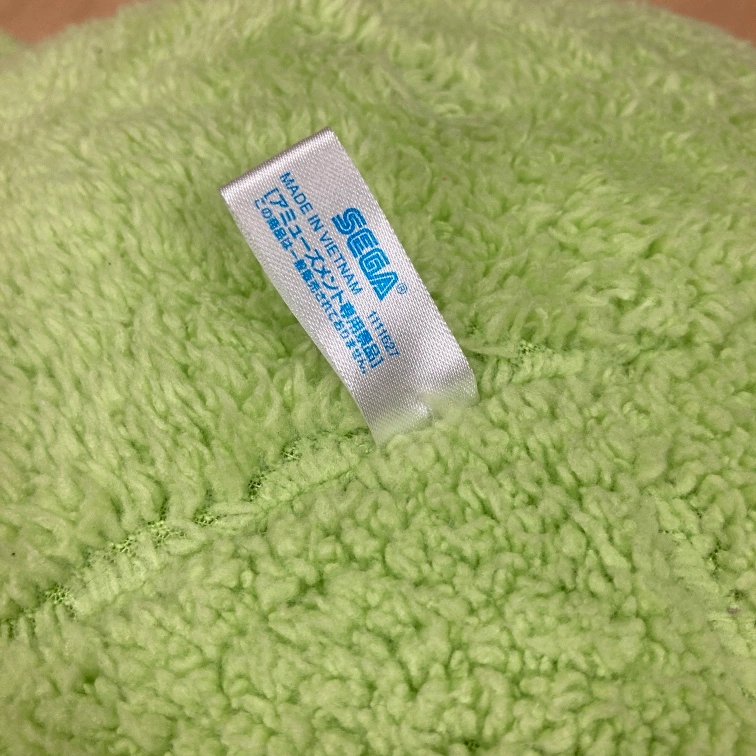 SEGA®
MADE IN VIETNAM 1111627
[アミューズメント専用景品]
この商品は一般販売されておりません。